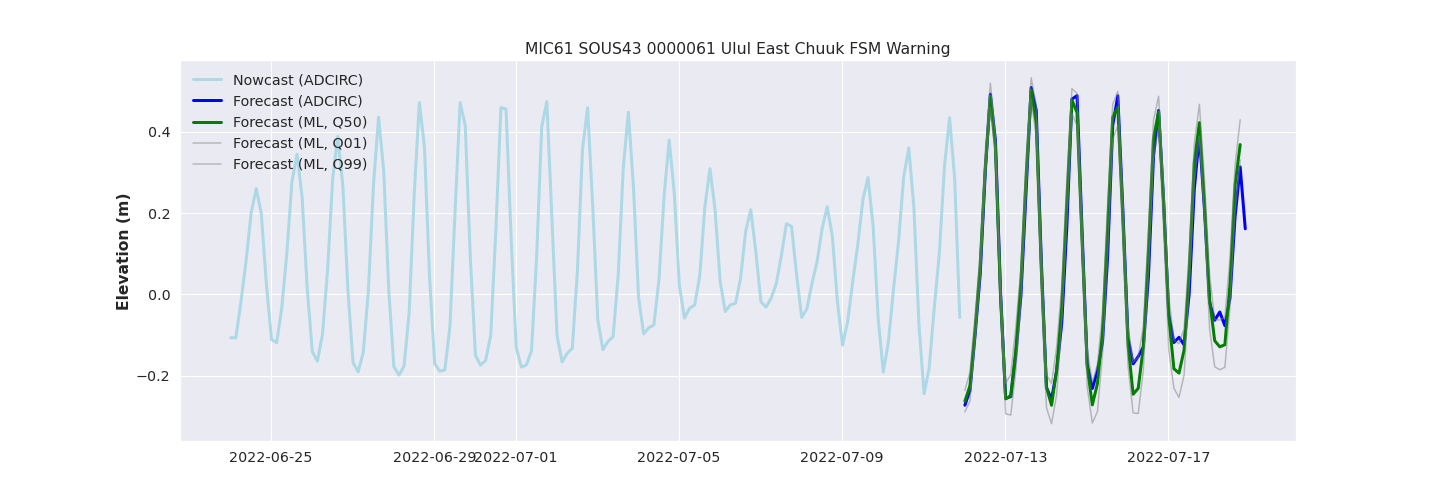 MIC61 SOUS43 0000061 Ulul East Chuuk FSM Warning
Nowcast (ADCIRC)
Forecast (ADCIRC)
Forecast (ML, Q50)
Forecast (ML, Q01)
Forecast (ML, Q99)
Elevation (m)
0.4
0.2
0.0
−0.2
2022-06-25
2022-06-29
2022-07-01
2022-07-05
2022-07-09
2022-07-13
2022-07-17